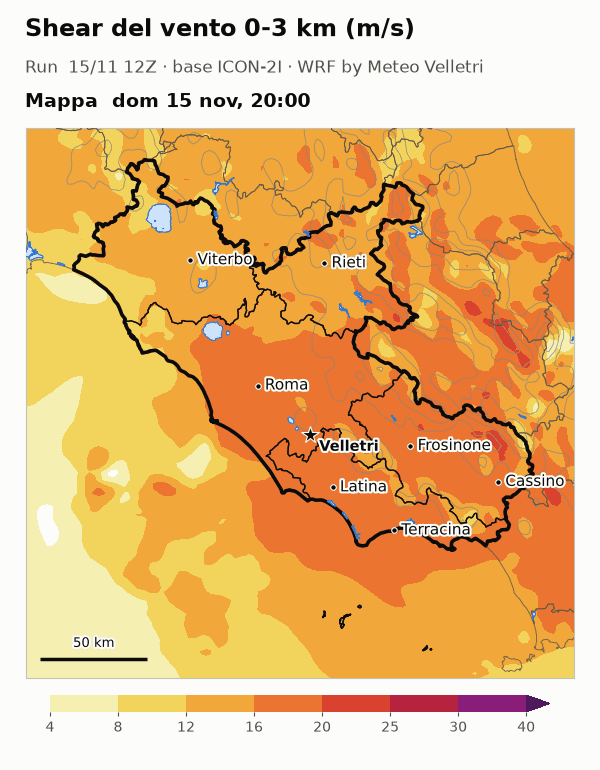 Shear del vento 0-3 km (m/s)
Run  15/11 12Z · base ICON-2I · WRF by Meteo Velletri
Mappa  dom 15 nov, 20:00
Viterbo
Rieti
Roma
Velletri
Frosinone
Latina
Cassino
Terracina
50 km
4 8 12 16 20 25 30 40